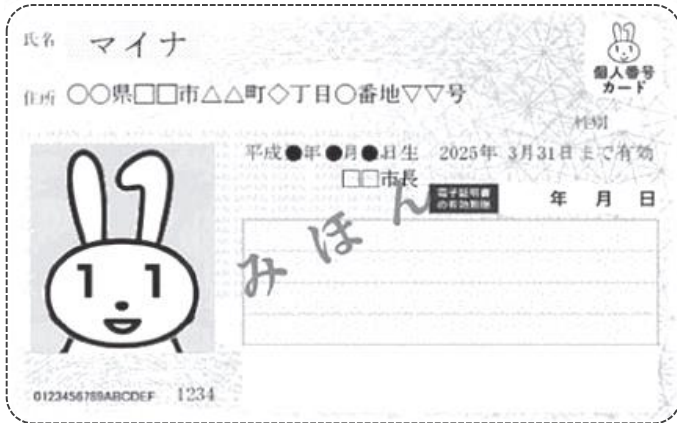 氏名 マイナ
個人番号
カード
住所 ○○県□□市△△町◇丁目○番地▽▽号
性別
平成●年●月●日生 2025年 3月31日 まで有効
□□市長
電子証明書
の有効期限
年 月 日
みほん
0123456789ABCDEF 1234